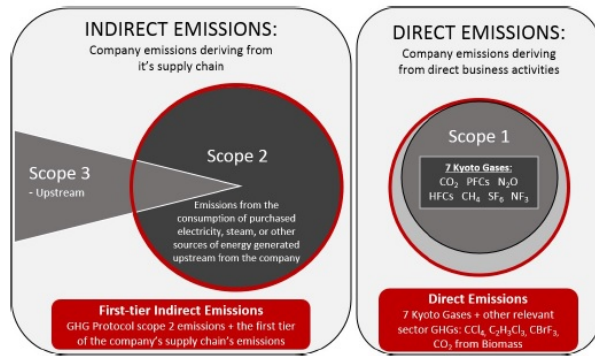 INDIRECT EMISSIONS:
Company emissions deriving from
it's supply chain
Scope 3
- Upstream
Scope 2
Emissions from the
consumption of purchased
electricity, steam, or other
sources of energy generated
upstream from the company
First-tier Indirect Emissions
GHG Protocol scope 2 emissions + the first tier
of the company's supply chain's emissions
DIRECT EMISSIONS:
Company emissions deriving
from direct business activities
Scope 1
7 Kyoto Gases:
CO₂ PFCs N₂O
HFCs CH₄ SF₆ NF₃
Direct Emissions
7 Kyoto Gases + other relevant
sector GHGs: CCl₄, C₂H₃Cl₃, CBrF₃,
CO₂ from Biomass